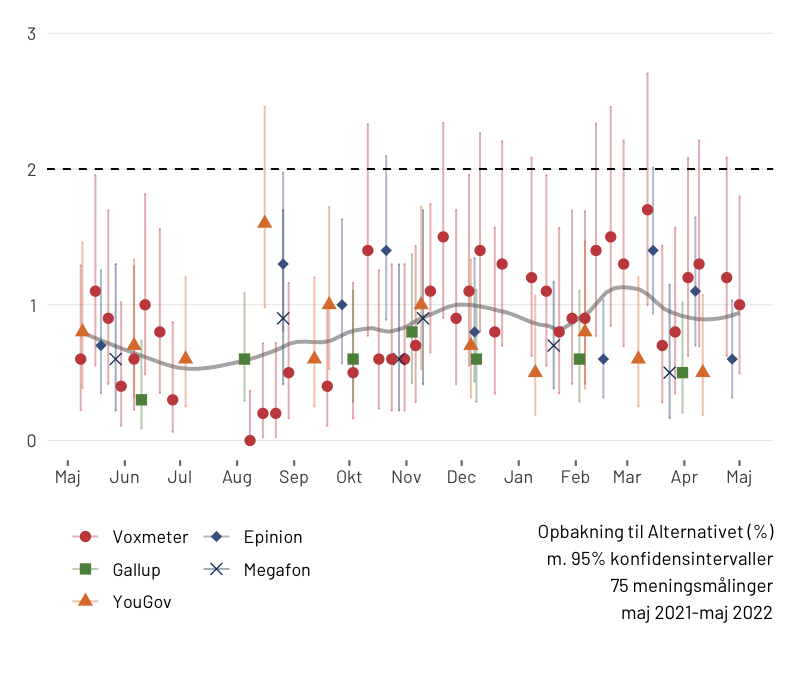 3
2
1
0
Maj Jun Jul Aug Sep Okt Nov Dec Jan Feb Mar Apr Maj
Voxmeter Epinion
Gallup Megafon
YouGov
Opbakning til Alternativet (%)
m. 95% konfidensintervaller
75 meningsmålinger
maj 2021-maj 2022